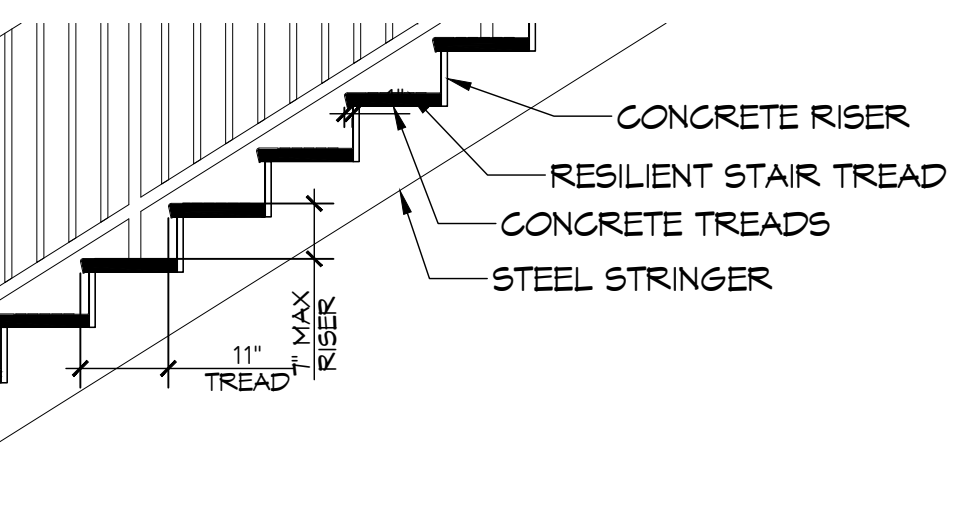 CONCRETE RISER
RESILIENT STAIR TREAD
CONCRETE TREADS
STEEL STRINGER
7" MAX
RISER
11"
TREAD